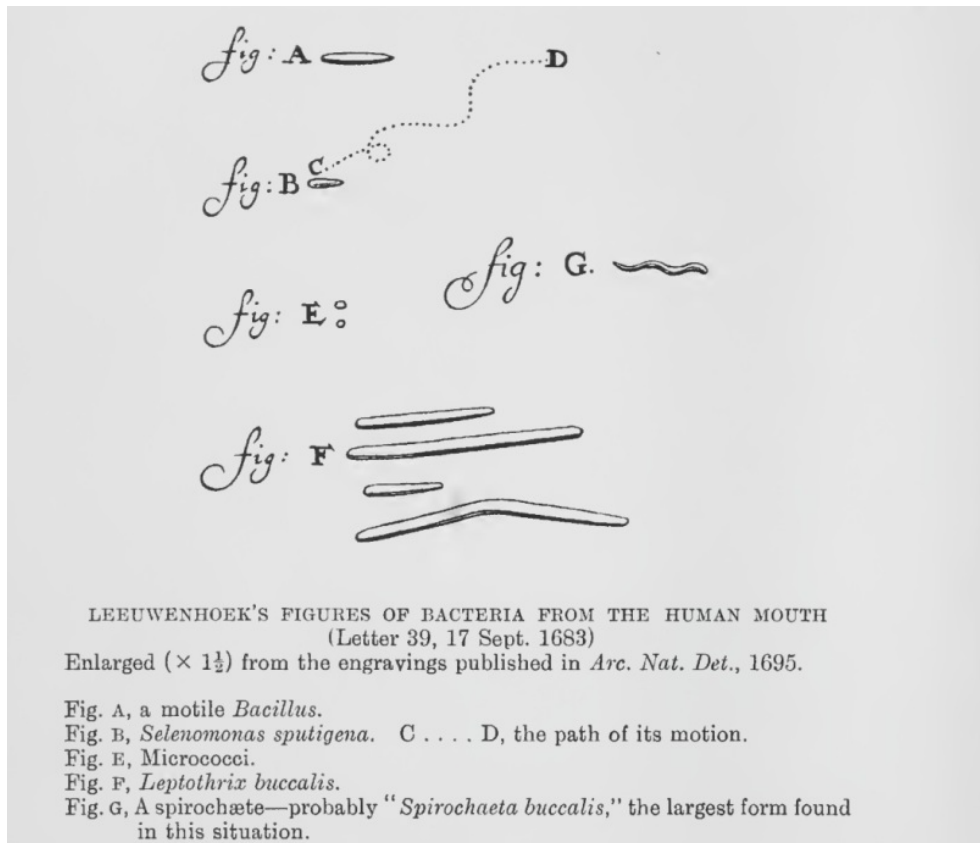 fig: A
D
C.
fig: B
fig: G.
fig: E
fig: F
LEEUWENHOEK'S FIGURES OF BACTERIA FROM THE HUMAN MOUTH
(Letter 39, 17 Sept. 1683)
Enlarged (× 1½) from the engravings published in Arc. Nat. Det., 1695.
Fig. A, a motile Bacillus.
Fig. B, Selenomonas sputigena. C . . . . D, the path of its motion.
Fig. E, Micrococci.
Fig. F, Leptothrix buccalis.
Fig. G, A spirochæte—probably "Spirochaeta buccalis," the largest form found
in this situation.